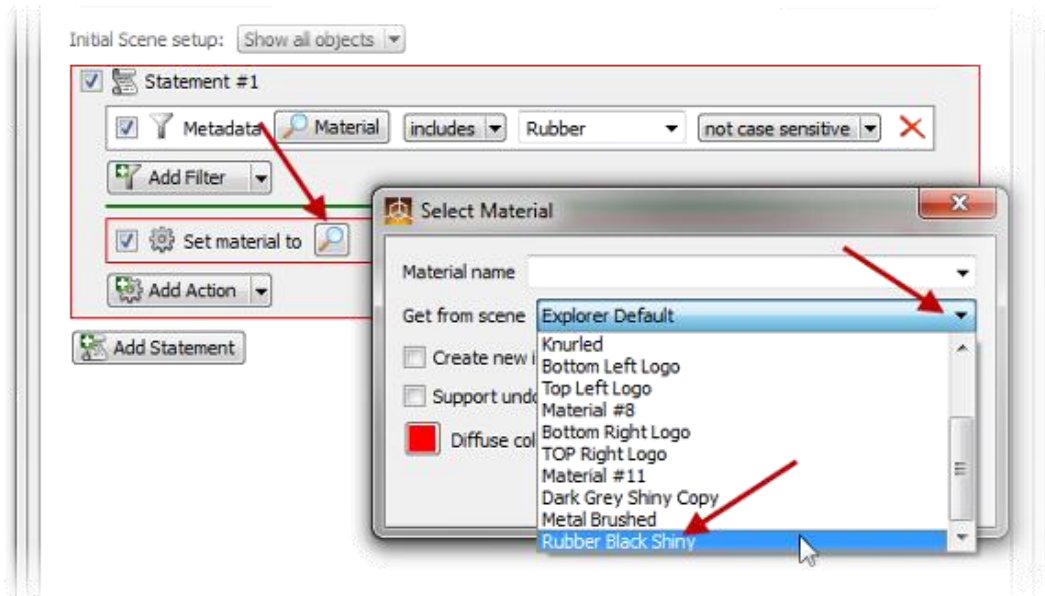 Initial Scene setup: Show all objects
Statement #1
Metadata Material includes Rubber not case sensitive
Add Filter
Select Material
Set material to
Material name
Add Action
Get from scene Explorer Default
Add Statement
Knurled
Create new i
Bottom Left Logo
Top Left Logo
Support undo
Material #8
Bottom Right Logo
Diffuse col
TOP Right Logo
Material #11
Dark Grey Shiny Copy
Metal Brushed
Rubber Black Shiny